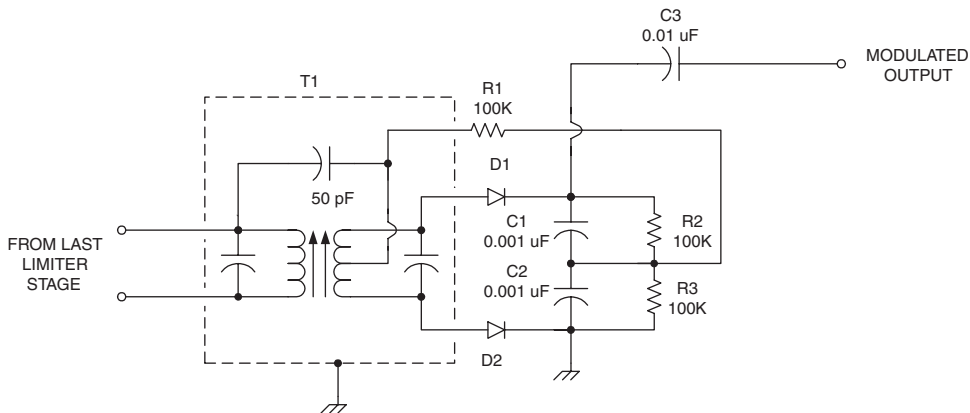 C3
0.01 uF
MODULATED
OUTPUT
T1
R1
100K
D1
50 pF
C1
0.001 uF
R2
100K
FROM LAST
LIMITER
STAGE
C2
0.001 uF
R3
100K
D2